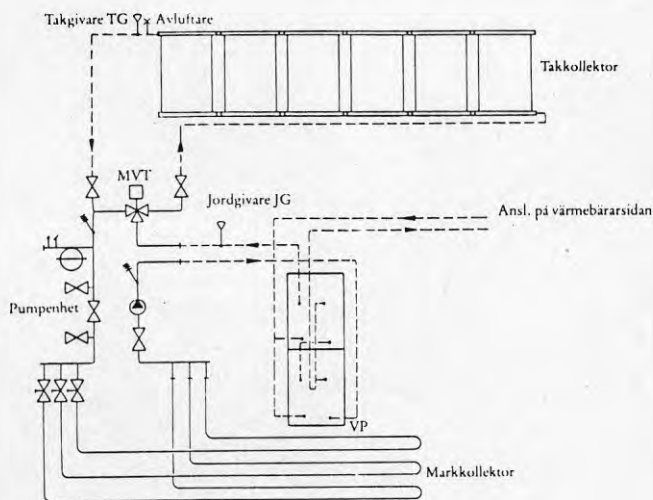 Takgivare TG
Avluftare
Takkollektor
MVT
Jordgivare JG
Ansl. på värmebärarsidan
Pumpenhet
VP
Markkollektor